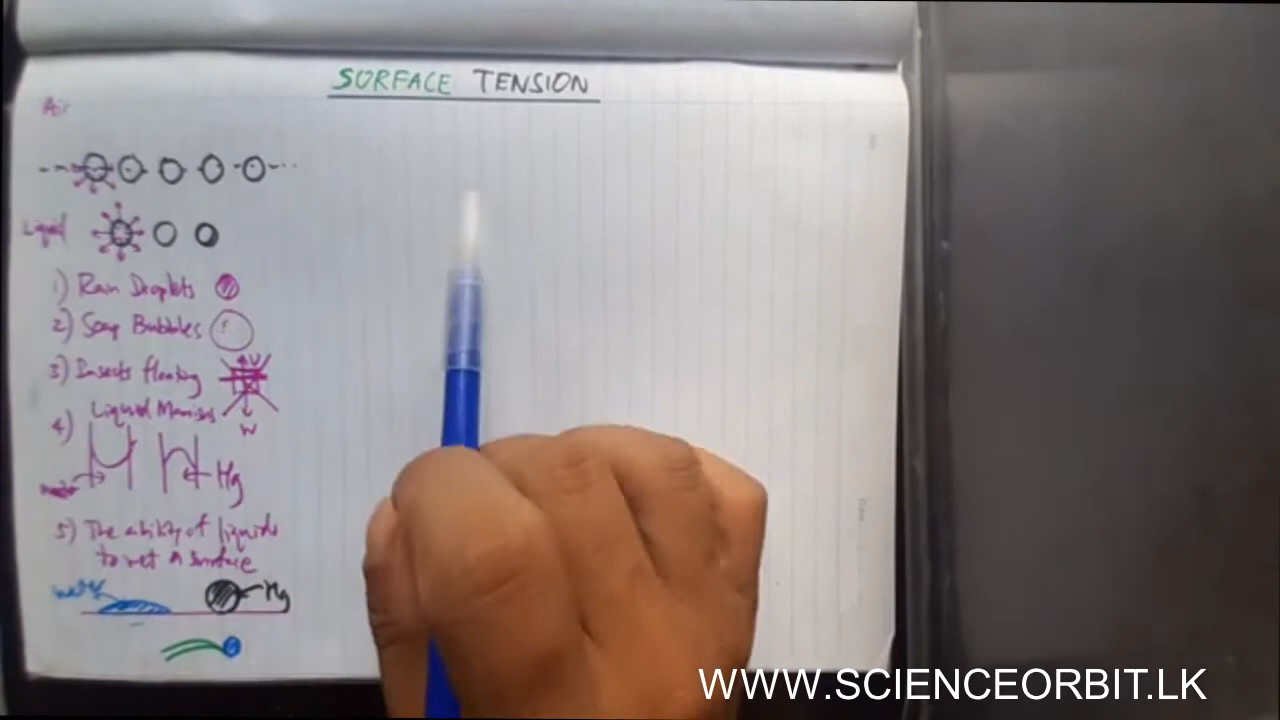 SURFACE TENSION
Air
Liquid
1) Rain Droplets
2) Soap Bubbles
3) Insects floating
U
W
4) Liquid Meniscus
water
Hg
5) The ability of liquids
to wet a surface
water
Hg
WWW.SCIENCEORBIT.LK